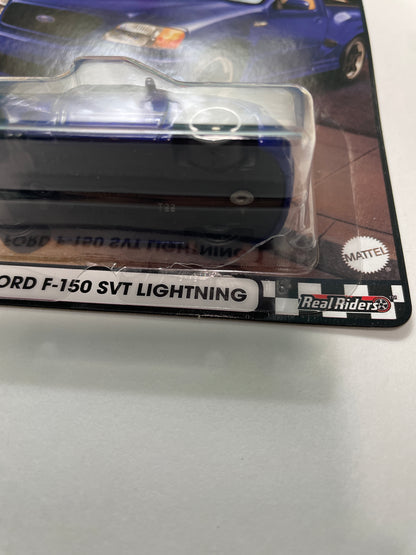 MATTEL
ORD F-150 SVT LIGHTNING
Real Riders